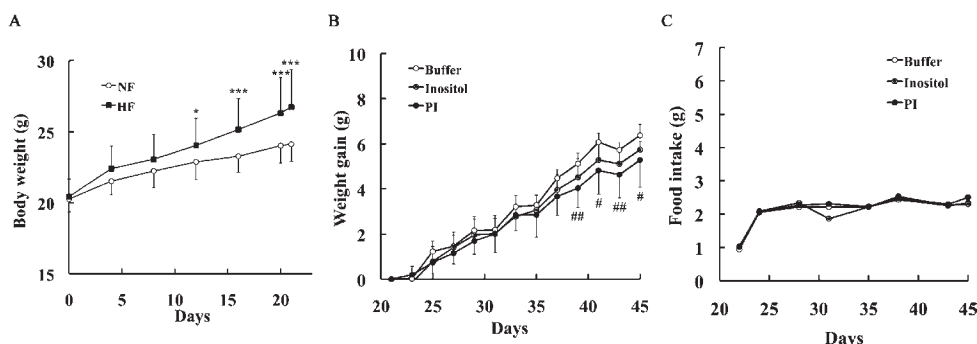 A
Body weight (g)
30
25
20
15
NF
HF
*
***
***
***
0
5
10
15
20
Days
B
Weight gain (g)
10
8
6
4
2
0
Buffer
Inositol
PI
##
#
##
#
20
25
30
35
40
45
Days
C
Food intake (g)
7
6
5
4
3
2
1
0
Buffer
Inositol
PI
20
25
30
35
40
45
Days